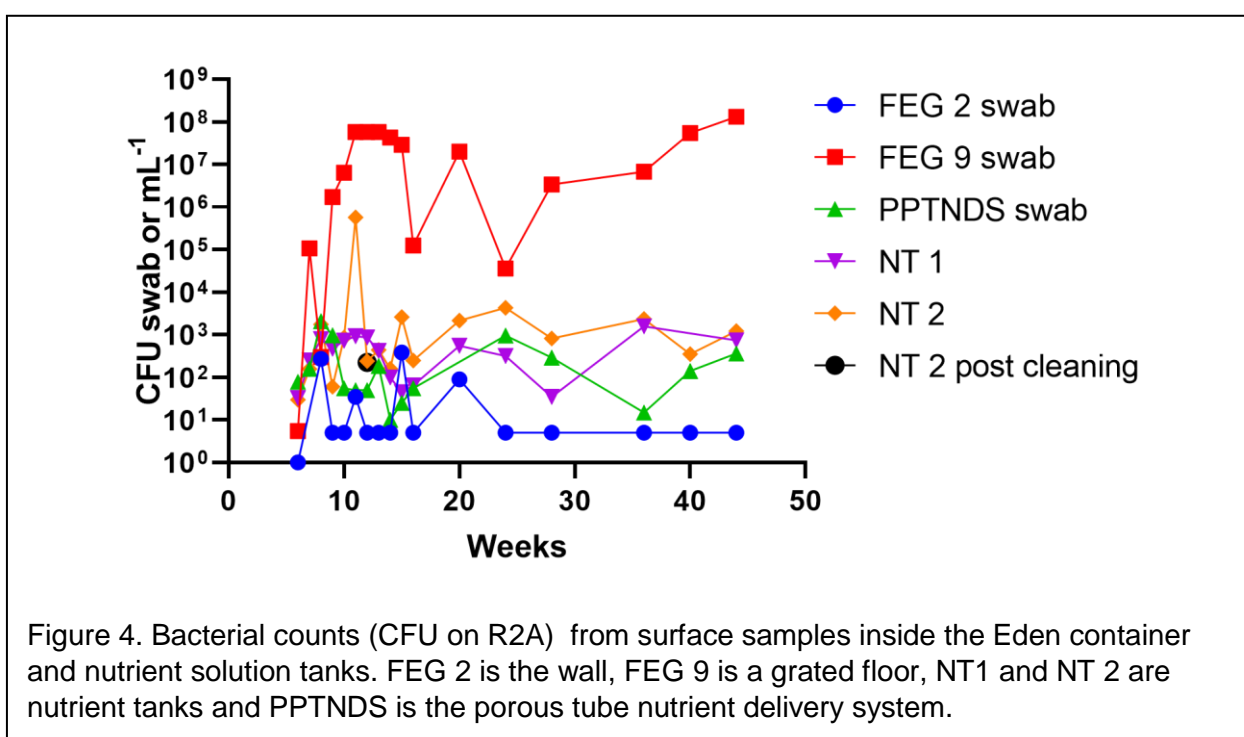 10⁹
10⁸
10⁷
10⁶
10⁵
10⁴
10³
10²
10¹
10⁰
CFU swab or mL⁻¹
0 10 20 30 40 50
Weeks
FEG 2 swab
FEG 9 swab
PPTNDS swab
NT 1
NT 2
NT 2 post cleaning
Figure 4. Bacterial counts (CFU on R2A) from surface samples inside the Eden container
and nutrient solution tanks. FEG 2 is the wall, FEG 9 is a grated floor, NT1 and NT 2 are
nutrient tanks and PPTNDS is the porous tube nutrient delivery system.